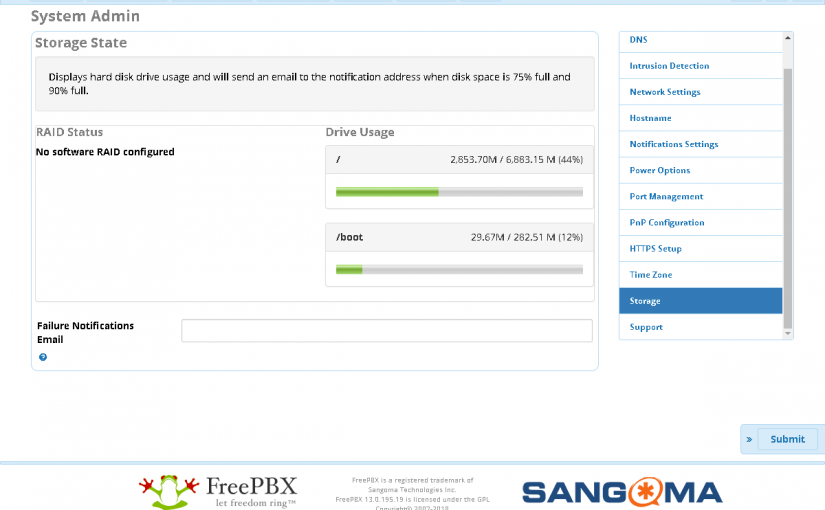 System Admin
Storage State
Displays hard disk drive usage and will send an email to the notification address when disk space is 75% full and
90% full.
RAID Status
No software RAID configured
Drive Usage
/ 2,853.70M / 6,883.15 M (44%)
/boot 29.67M / 282.51 M (12%)
Failure Notifications
Email
DNS
Intrusion Detection
Network Settings
Hostname
Notifications Settings
Power Options
Port Management
PnP Configuration
HTTPS Setup
Time Zone
Storage
Support
» Submit
FreePBX
let freedom ring™
FreePBX is a registered trademark of
Sangoma Technologies Inc.
FreePBX 13.0.195.19 is licensed under the GPL
Copyright© 2007-2019
SANGOMA